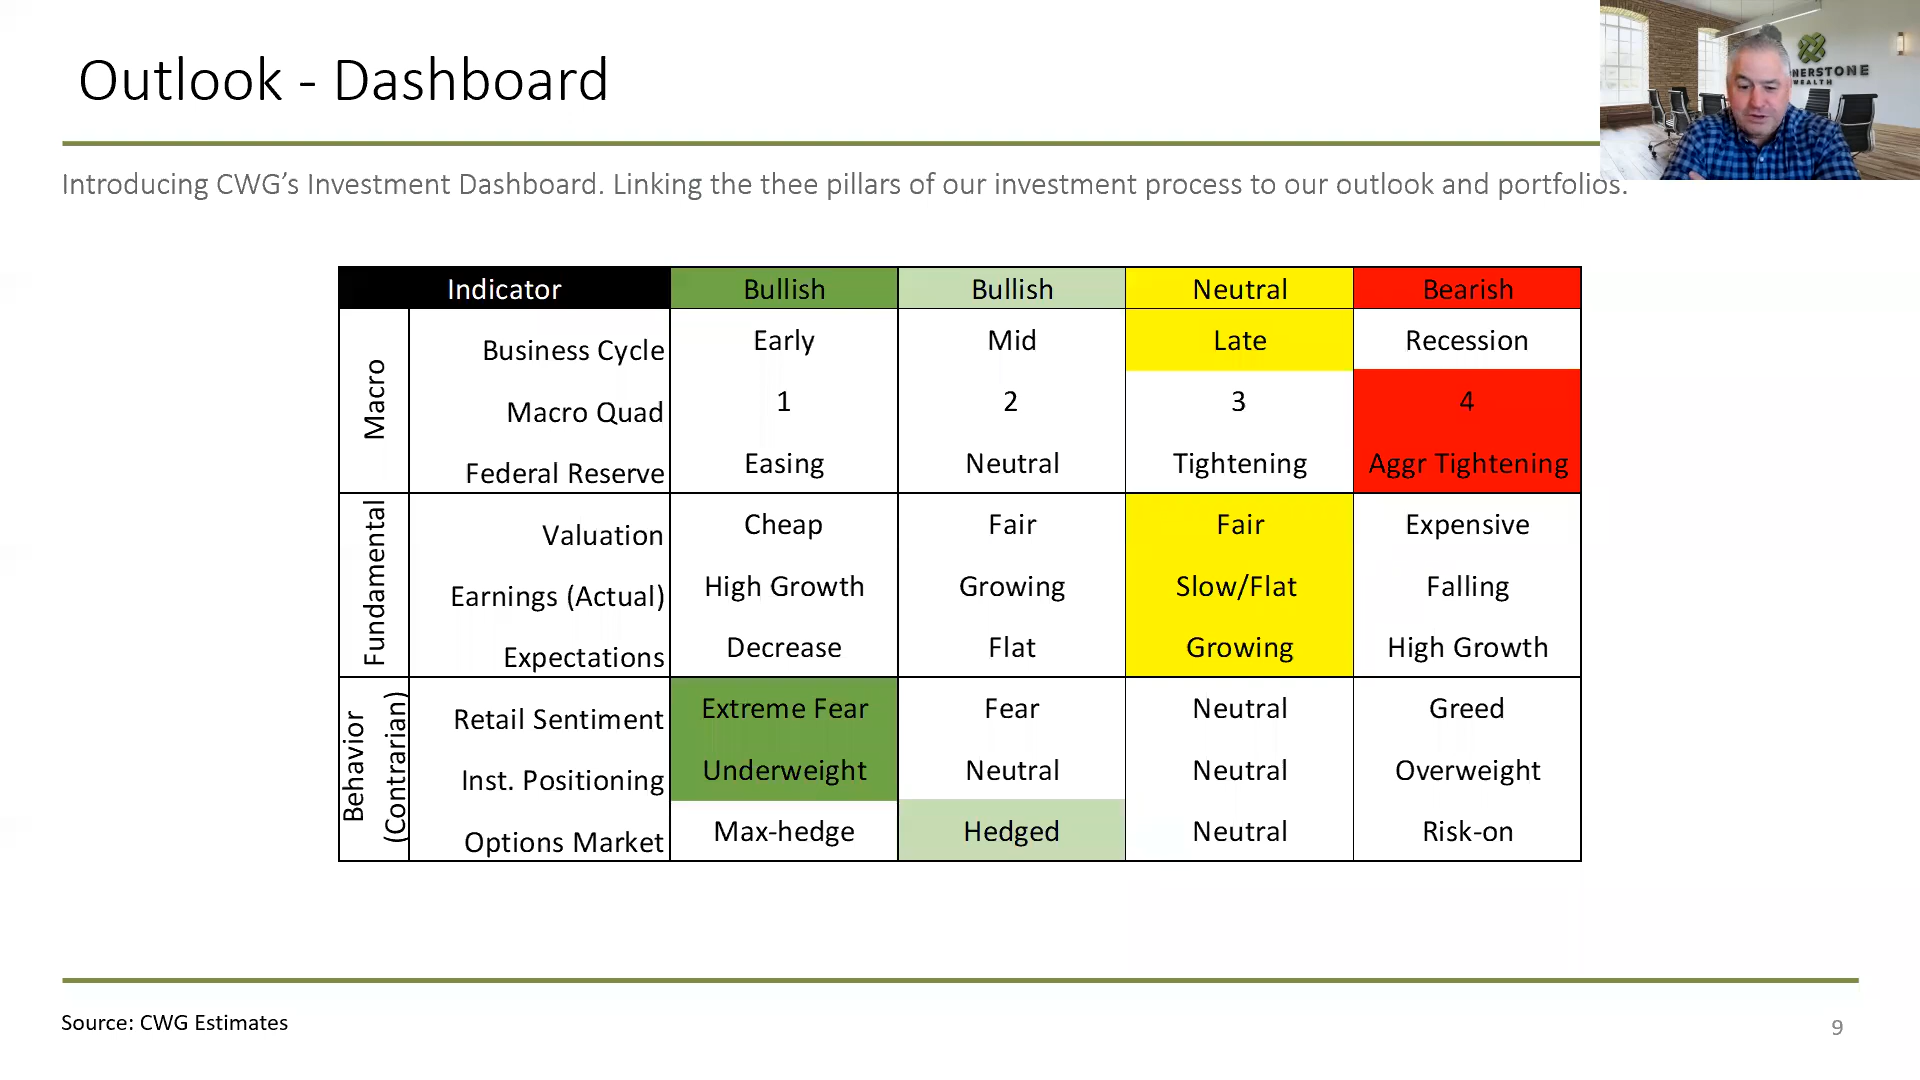 Outlook - Dashboard
NERSTONE
WEALTH
Introducing CWG’s Investment Dashboard. Linking the thee pillars of our investment process to our outlook and portfolios.
Indicator Bullish Bullish Neutral Bearish
Macro
Business Cycle Early Mid Late Recession
Macro Quad 1 2 3 4
Federal Reserve Easing Neutral Tightening Aggr Tightening
Fundamental
Valuation Cheap Fair Fair Expensive
Earnings (Actual) High Growth Growing Slow/Flat Falling
Expectations Decrease Flat Growing High Growth
Behavior
(Contrarian)
Retail Sentiment Extreme Fear Fear Neutral Greed
Inst. Positioning Underweight Neutral Neutral Overweight
Options Market Max-hedge Hedged Neutral Risk-on
Source: CWG Estimates
9